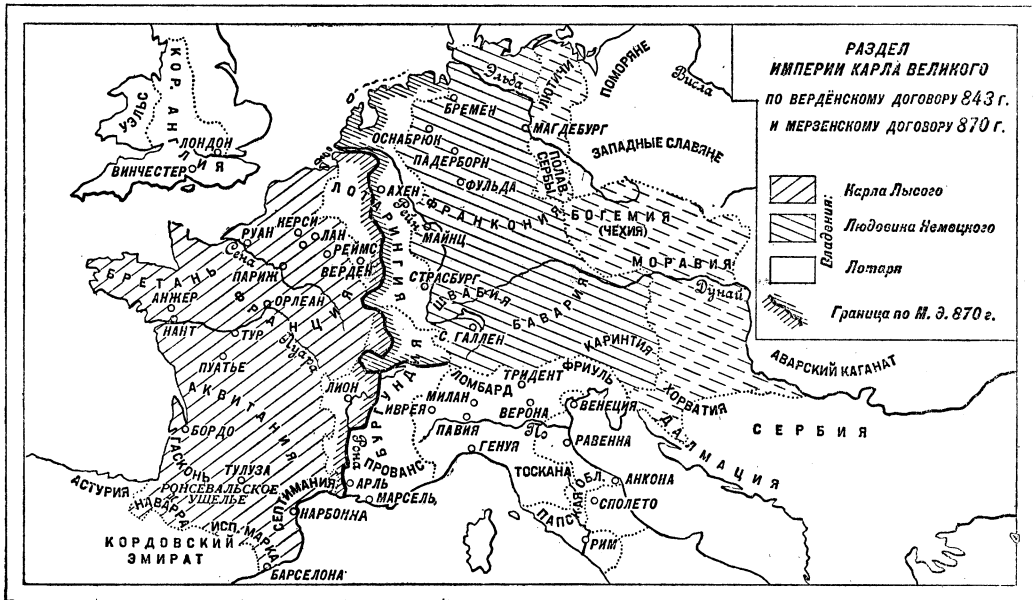 РАЗДЕЛ
ИМПЕРИИ КАРЛА ВЕЛИКОГО
ПО ВЕРДЕНСКОМУ ДОГОВОРУ 843 г.
И МЕРЗЕНСКОМУ ДОГОВОРУ 870 г.
Владения:
Карла Лысого
Людовика Немецкого
Лотаря
Граница по М. Д. 870 г.
КОР. АНГЛИЯ
УЭЛЬС
ЛОНДОН
ВИНЧЕСТЕР
Эльба
ЛЮТИЧИ
ПОМОРЯНЕ
Висла
БРЕМЕН
ОСНАБРЮК
МАГДЕБУРГ
ПАДЕРБОРН
ЗАПАДНЫЕ СЛАВЯНЕ
ПОЛАБ. СЕРБЫ
ФУЛЬДА
АХЕН
ЛОТАРИНГИЯ
Рейн
ФРАНКОНИЯ
БОГЕМИЯ
(ЧЕХИЯ)
МАЙНЦ
МОРАВИЯ
КЕРСИ
РУАН
ЛАН
РЕЙМС
Сена
ПАРИЖ
ВЕРДЕН
СТРАСБУРГ
Дунай
БРЕТАНЬ
АНЖЕР
ФРАНЦИЯ
ОРЛЕАН
ШВАБИЯ
БАВАРИЯ
НАНТ
ТУР
С. ГАЛЛЕН
КАРИНТИЯ
Луара
ПУАТЬЕ
АВАРСКИЙ КАГАНАТ
АКВИТАНИЯ
ЛИОН
БУРГУНДИЯ
ЛОМБАРД
ТРИДЕНТ
ФРИУЛЬ
ИВРЕЯ
МИЛАН
ВЕРОНА
ВЕНЕЦИЯ
ХОРВАТИЯ
БОРДО
ПАВИЯ
По
ДАЛМАЦИЯ
СЕРБИЯ
ГАСКОНЬ
Рона
ПРОВАНС
ГЕНУЯ
РАВЕННА
ТУЛУЗА
ТОСКАНА
АСТУРИЯ
РОНСЕВАЛЬСКОЕ
УЩЕЛЬЕ
СЕПТИМАНИЯ
АРЛЬ
МАРСЕЛЬ
АНКОНА
НАВАРРА
НАРБОННА
ПАПСКАЯ ОБЛ.
СПОЛЕТО
ИСП. МАРКА
КОРДОВСКИЙ
ЭМИРАТ
РИМ
БАРСЕЛОНА